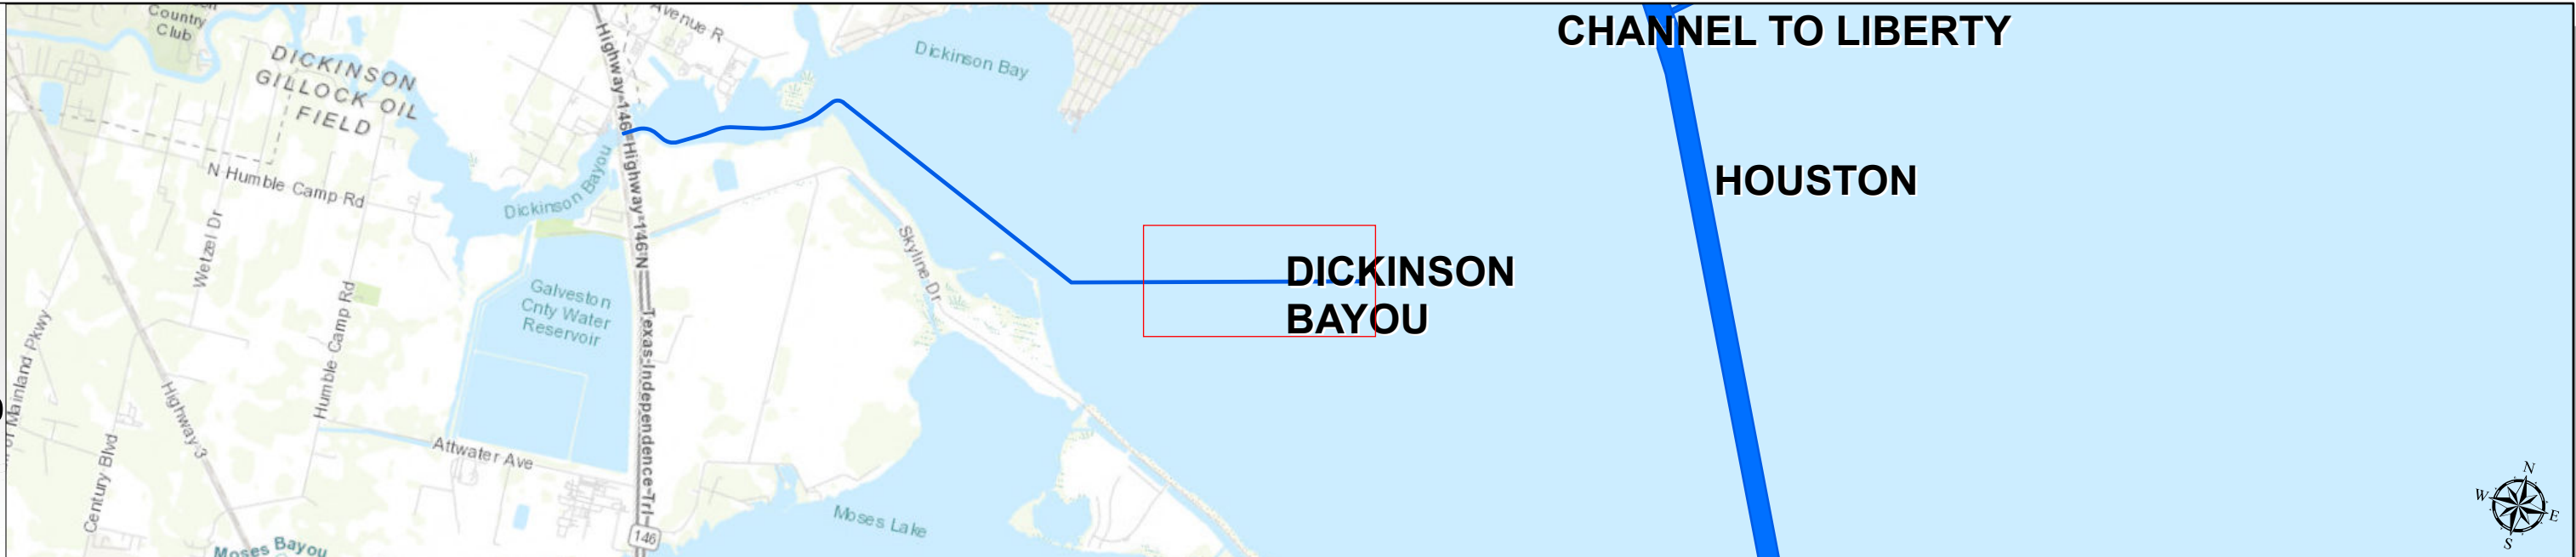 Country
Club
Avenue R
DICKINSON
GILLOCK OIL
FIELD
Dickinson Bay
CHANNEL TO LIBERTY
Highway 146
Highway 146 N
N Humble Camp Rd
Dickinson Bayou
HOUSTON
Wetzel Dr
Skyline Dr
DICKINSON
BAYOU
Galveston
Cnty Water
Reservoir
Texas Independence Trl
Humble Camp Rd
Mainland Pkwy
Highway 3
Century Blvd
Attwater Ave
Moses Lake
146
Moses Bayou
N
W
E
S